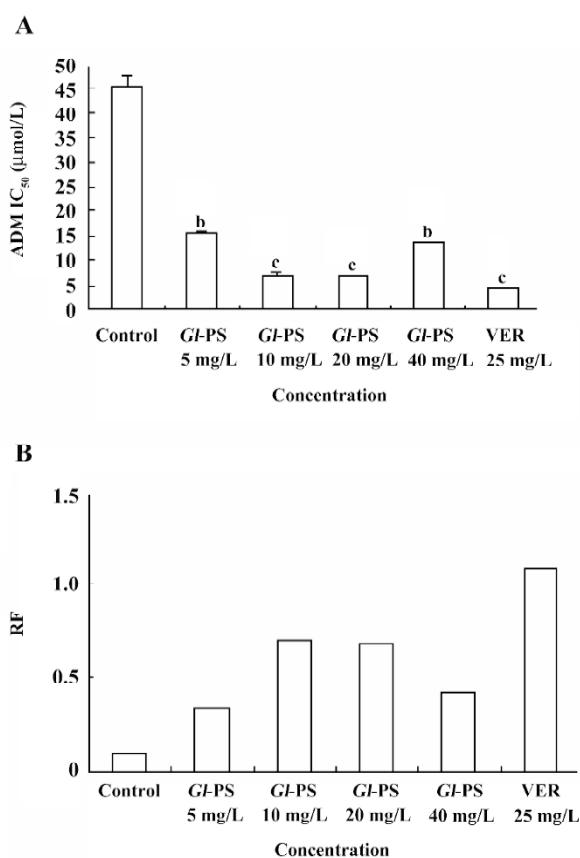 A
ADM IC50 (μmol/L)
50
45
40
35
30
25
20
15
10
5
0
b
c
c
b
c
Control Gl-PS Gl-PS Gl-PS Gl-PS VER
5 mg/L 10 mg/L 20 mg/L 40 mg/L 25 mg/L
Concentration
B
RF
1.5
1.0
0.5
0
Control Gl-PS Gl-PS Gl-PS Gl-PS VER
5 mg/L 10 mg/L 20 mg/L 40 mg/L 25 mg/L
Concentration